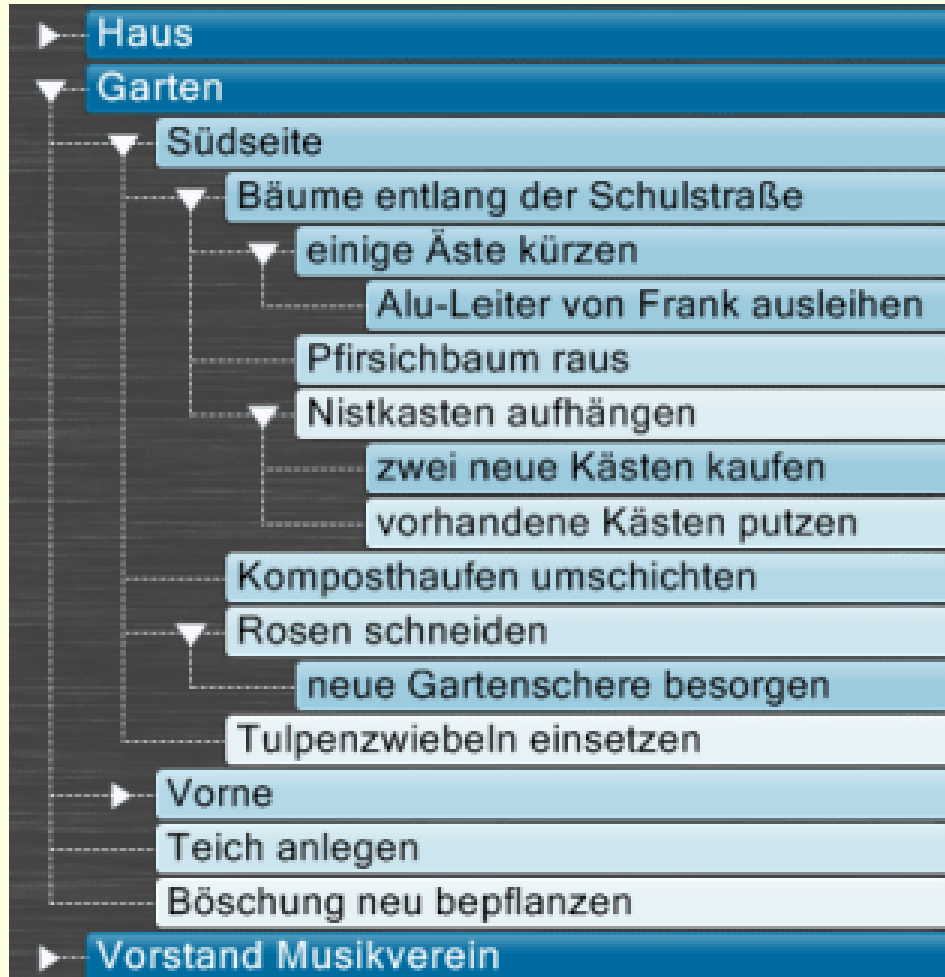 Haus
Garten
Südseite
Bäume entlang der Schulstraße
einige Äste kürzen
Alu-Leiter von Frank ausleihen
Pfirsichbaum raus
Nistkasten aufhängen
zwei neue Kästen kaufen
vorhandene Kästen putzen
Komposthaufen umschichten
Rosen schneiden
neue Gartenschere besorgen
Tulpenzwiebeln einsetzen
Vorne
Teich anlegen
Böschung neu bepflanzen
Vorstand Musikverein